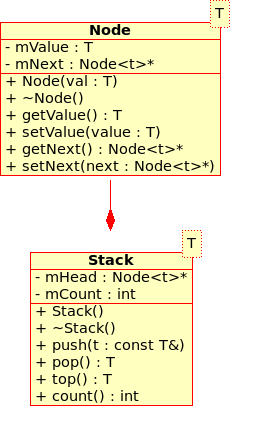 T
Node
- mValue : T
- mNext : Node<t>*
+ Node(val : T)
+ ~Node()
+ getValue() : T
+ setValue(value : T)
+ getNext() : Node<t>*
+ setNext(next : Node<t>*)
T
Stack
- mHead : Node<t>*
- mCount : int
+ Stack()
+ ~Stack()
+ push(t : const T&)
+ pop() : T
+ top() : T
+ count() : int